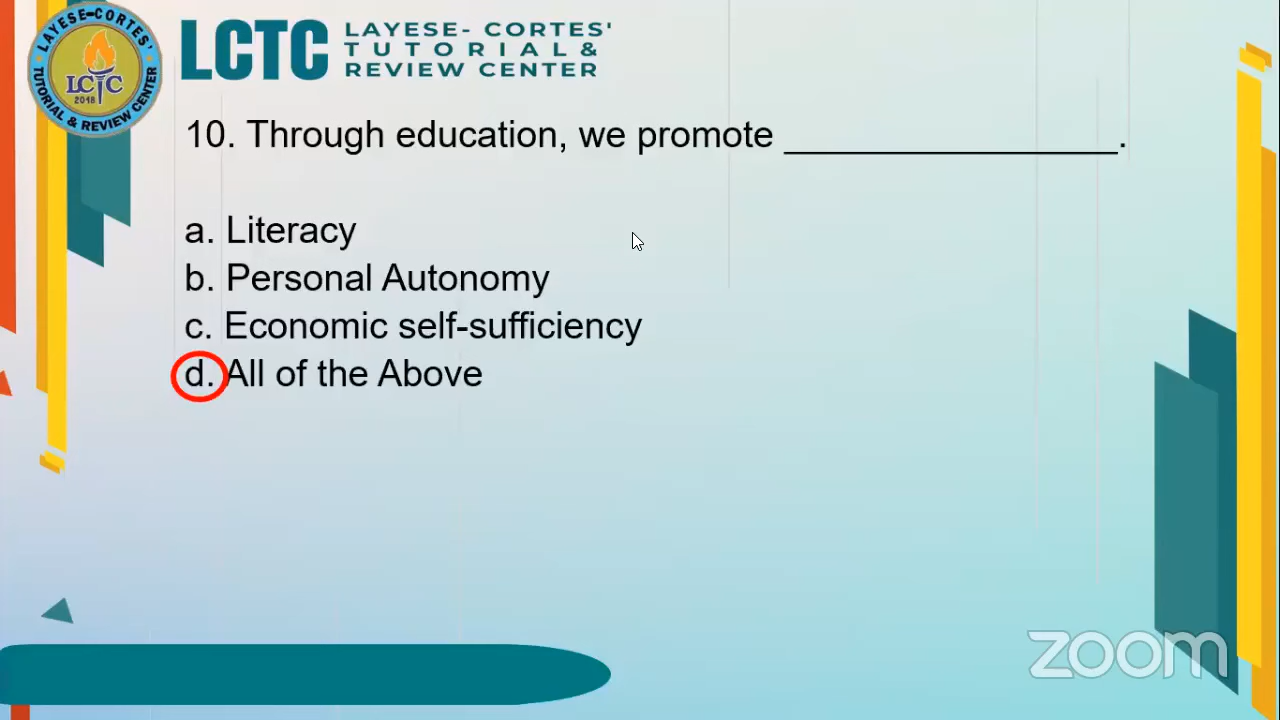 LAYESE-CORTES'
TUTORIAL & REVIEW CENTER
LCTC
2018
LCTC
LAYESE- CORTES'
TUTORIAL &
REVIEW CENTER
10. Through education, we promote ________________.
a. Literacy
b. Personal Autonomy
c. Economic self-sufficiency
d. All of the Above
zoom